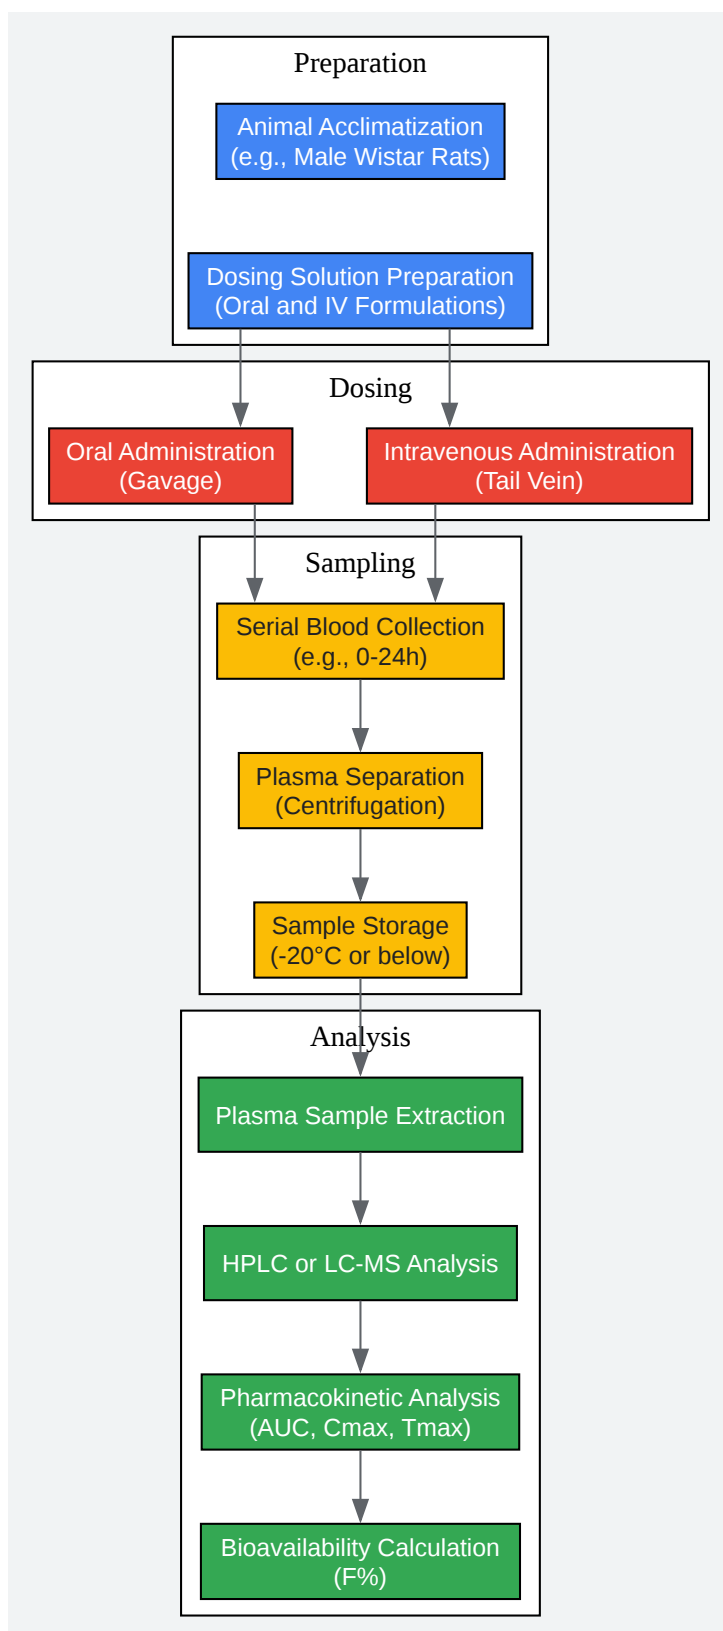 Preparation
Animal Acclimatization
(e.g., Male Wistar Rats)
Dosing Solution Preparation
(Oral and IV Formulations)
Dosing
Oral Administration
(Gavage)
Intravenous Administration
(Tail Vein)
Sampling
Serial Blood Collection
(e.g., 0-24h)
Plasma Separation
(Centrifugation)
Sample Storage
(-20°C or below)
Analysis
Plasma Sample Extraction
HPLC or LC-MS Analysis
Pharmacokinetic Analysis
(AUC, Cmax, Tmax)
Bioavailability Calculation
(F%)